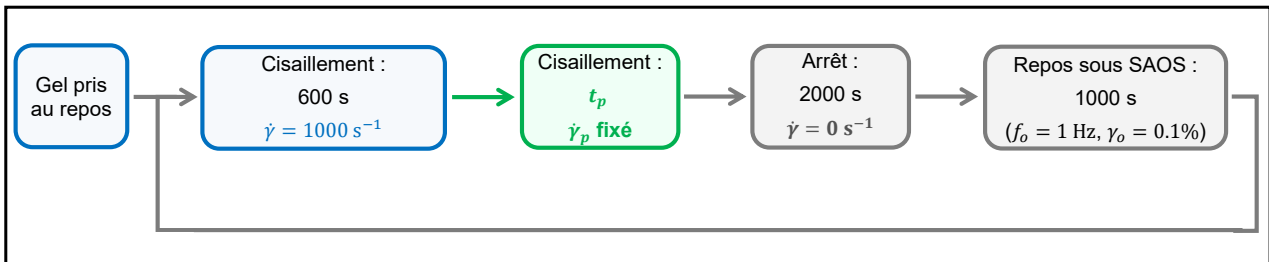 Gel pris
au repos
Cisaillement :
600 s
γ̇ = 1000 s⁻¹
Cisaillement :
tₚ
γ̇ₚ fixé
Arrêt :
2000 s
γ̇ = 0 s⁻¹
Repos sous SAOS :
1000 s
(fₒ = 1 Hz, γₒ = 0.1%)